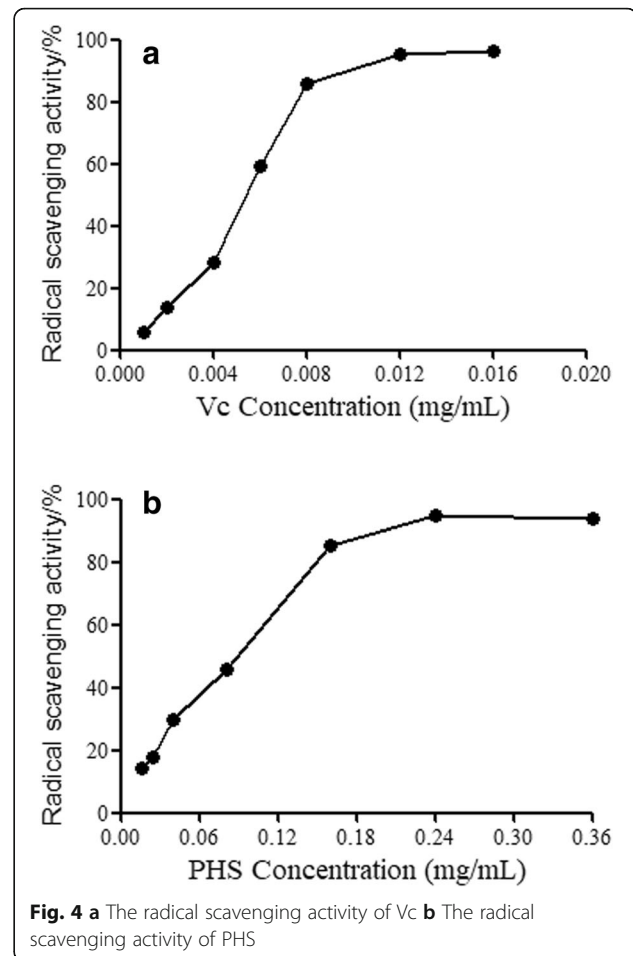 a
Radical scavenging activity/%
100
80
60
40
20
0
0.000 0.004 0.008 0.012 0.016 0.020
Vc Concentration (mg/mL)
b
Radical scavenging activity/%
100
80
60
40
20
0
0.00 0.06 0.12 0.18 0.24 0.30 0.36
PHS Concentration (mg/mL)
Fig. 4 a The radical scavenging activity of Vc b The radical
scavenging activity of PHS